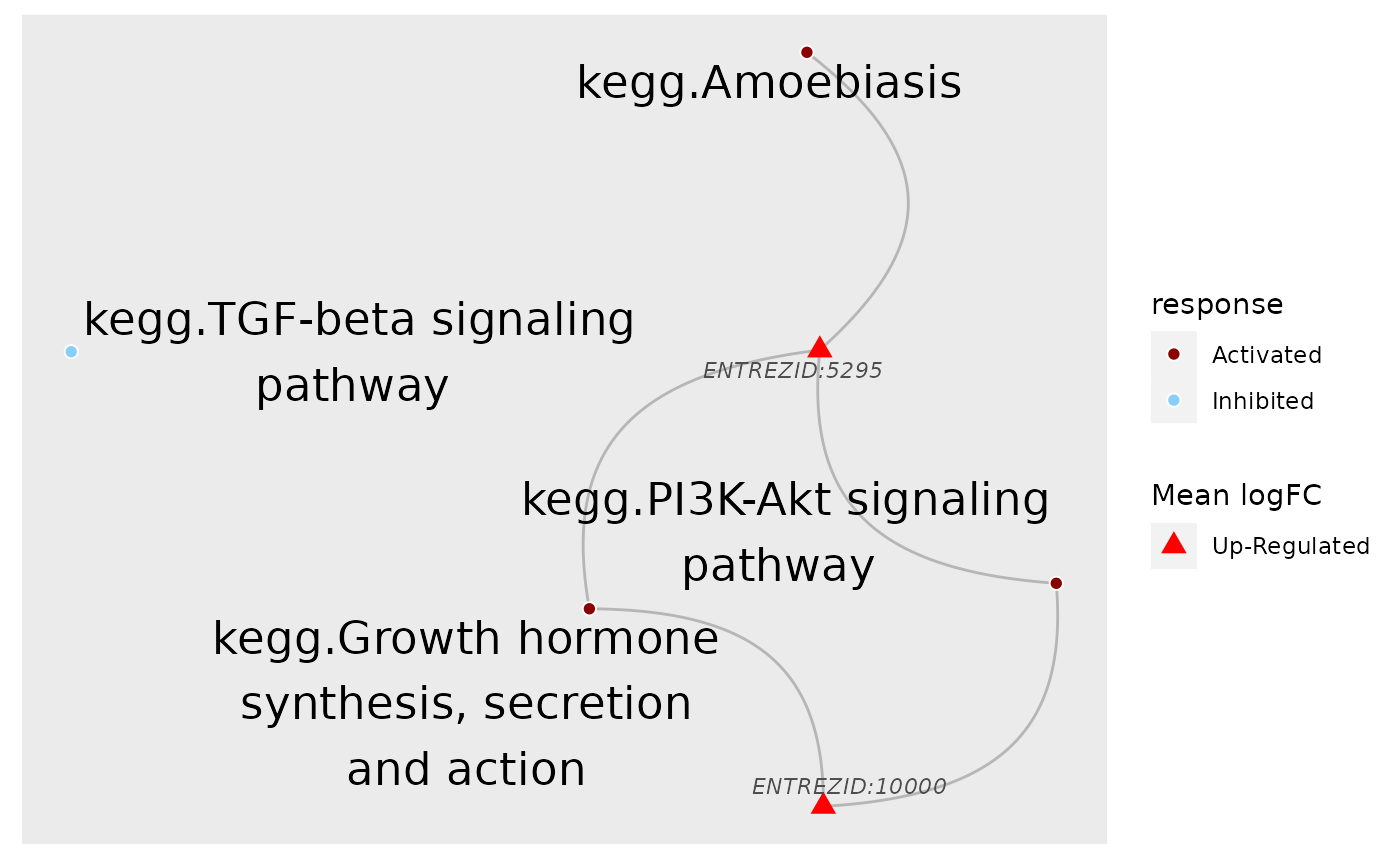 kegg.Amoebiasis
kegg.TGF-beta signaling
pathway
ENTREZID:5295
kegg.PI3K-Akt signaling
pathway
kegg.Growth hormone
synthesis, secretion
and action
ENTREZID:10000
response
Activated
Inhibited
Mean logFC
Up-Regulated